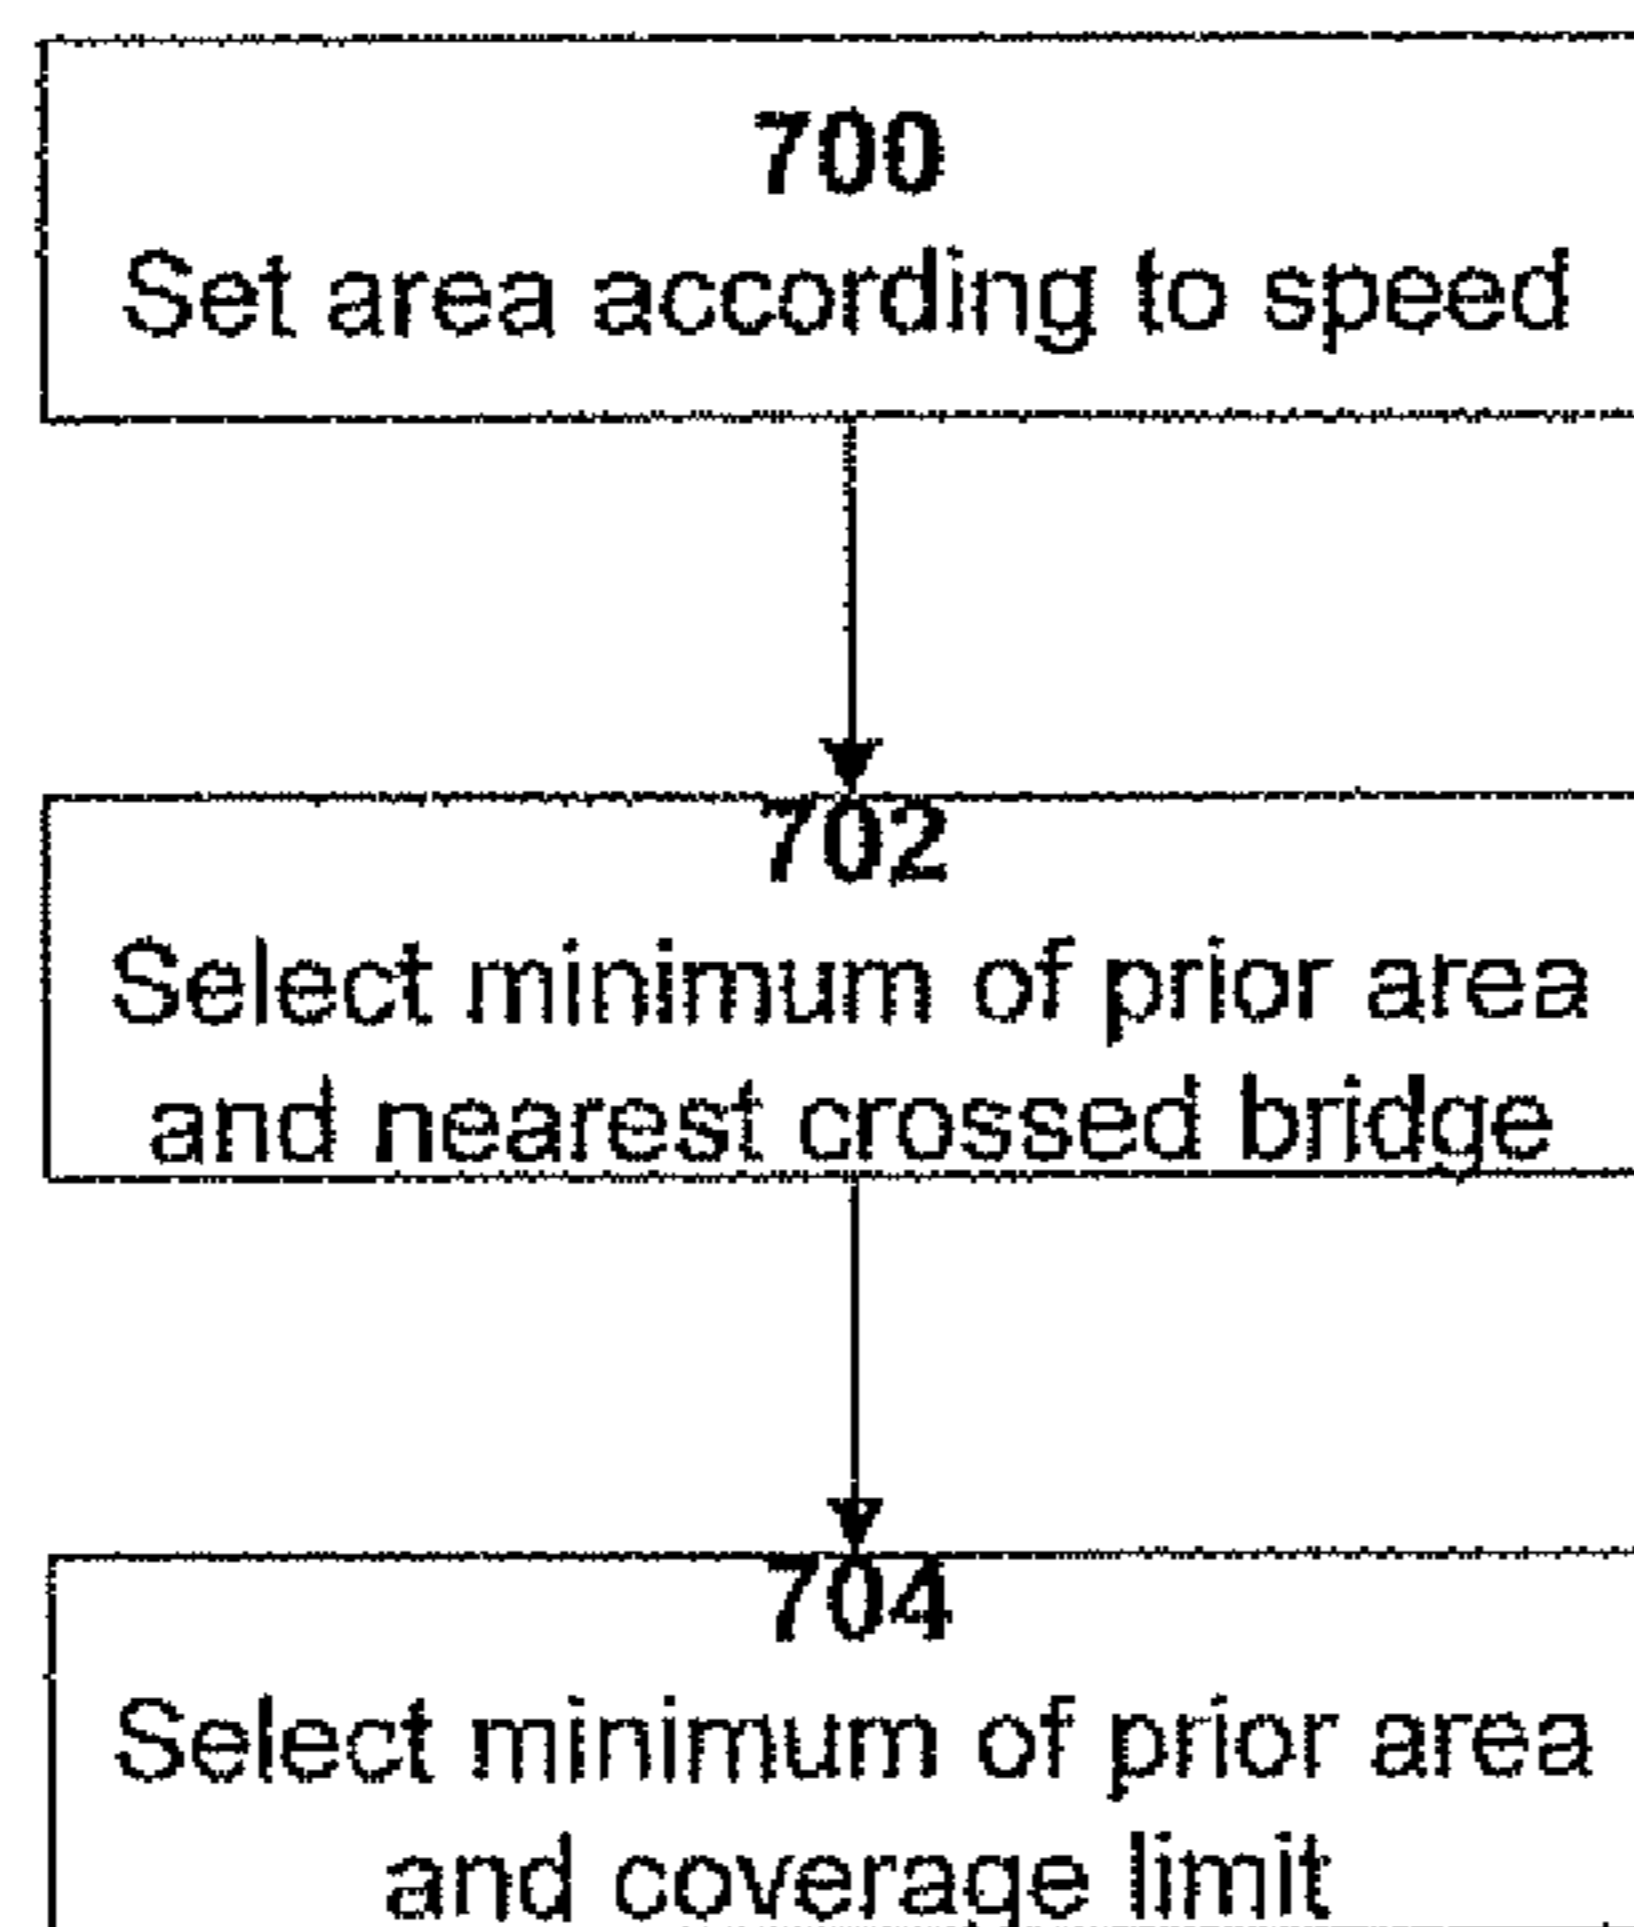 700
Set area according to speed
702
Select minimum of prior area
and nearest crossed bridge
704
Select minimum of prior area
and coverage limit